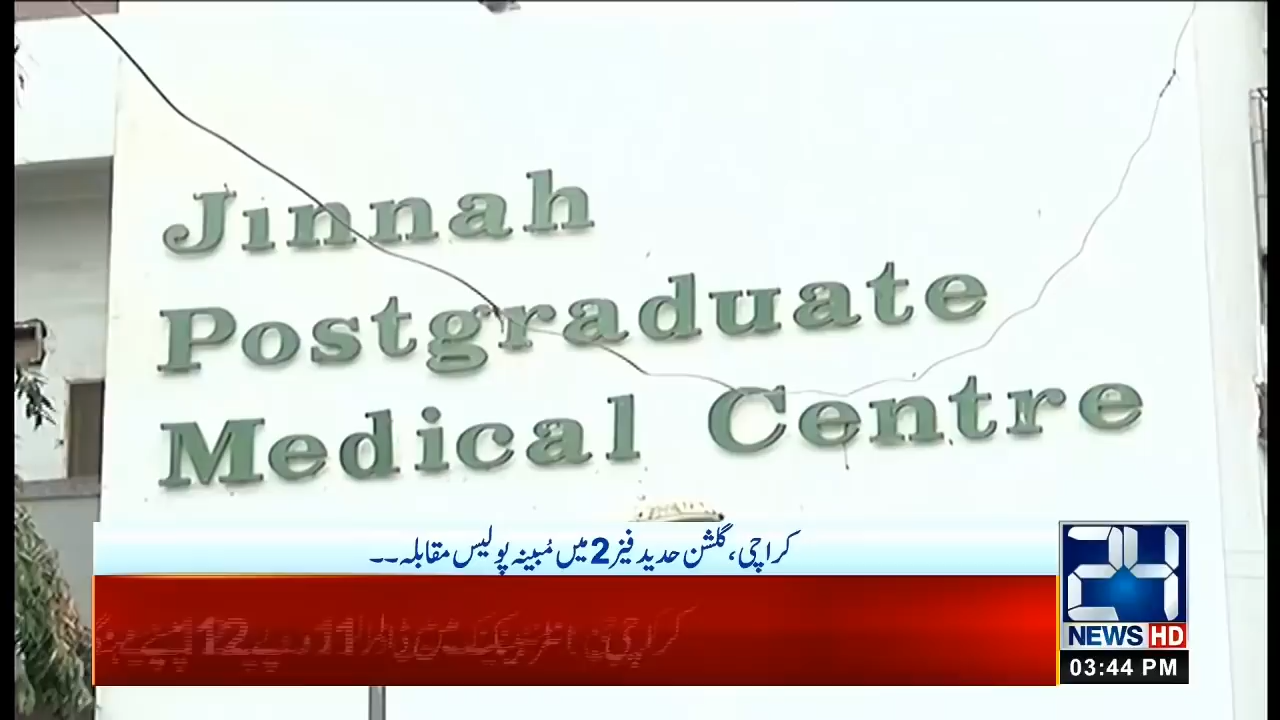 Jinnah
Postgraduate
Medical Centre
کراچی، گلشن حدید فیز 2 میں مُبینہ پولیس مقابلہ ۔۔
24
NEWS HD
03:44 PM